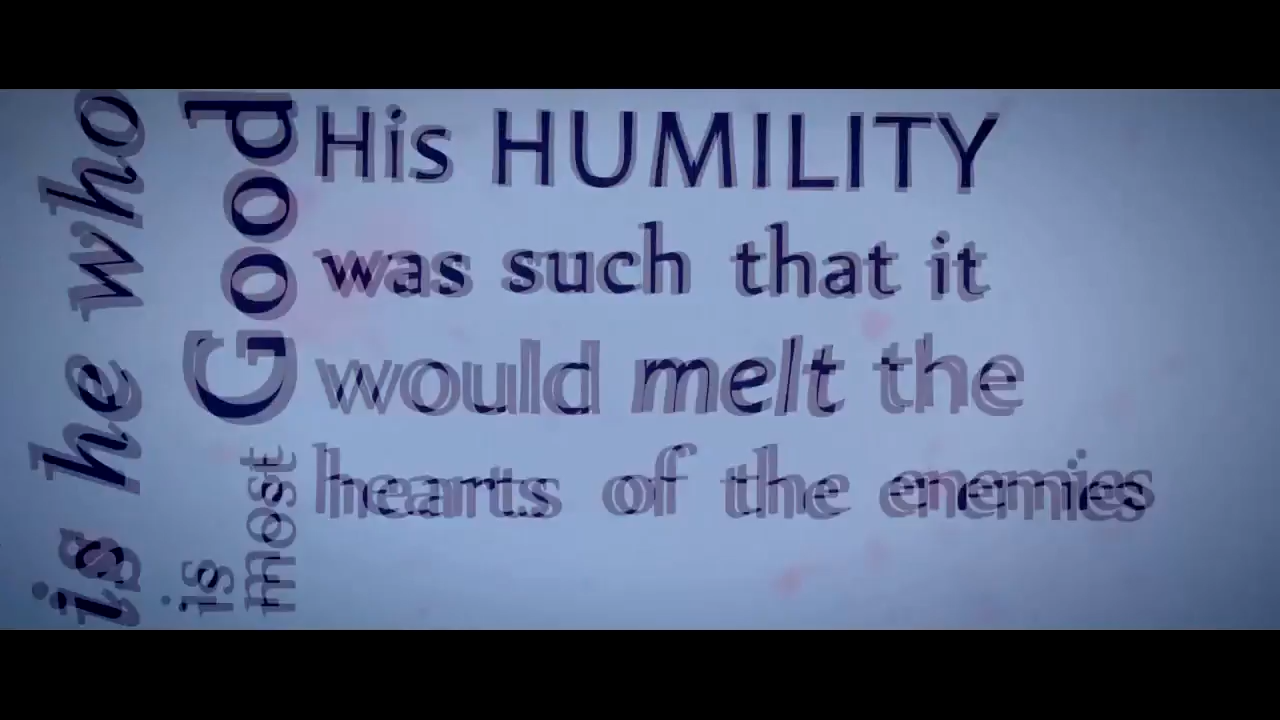 is he who
is most
Good
His HUMILITY
was such that it
would melt the
hearts of the enemies